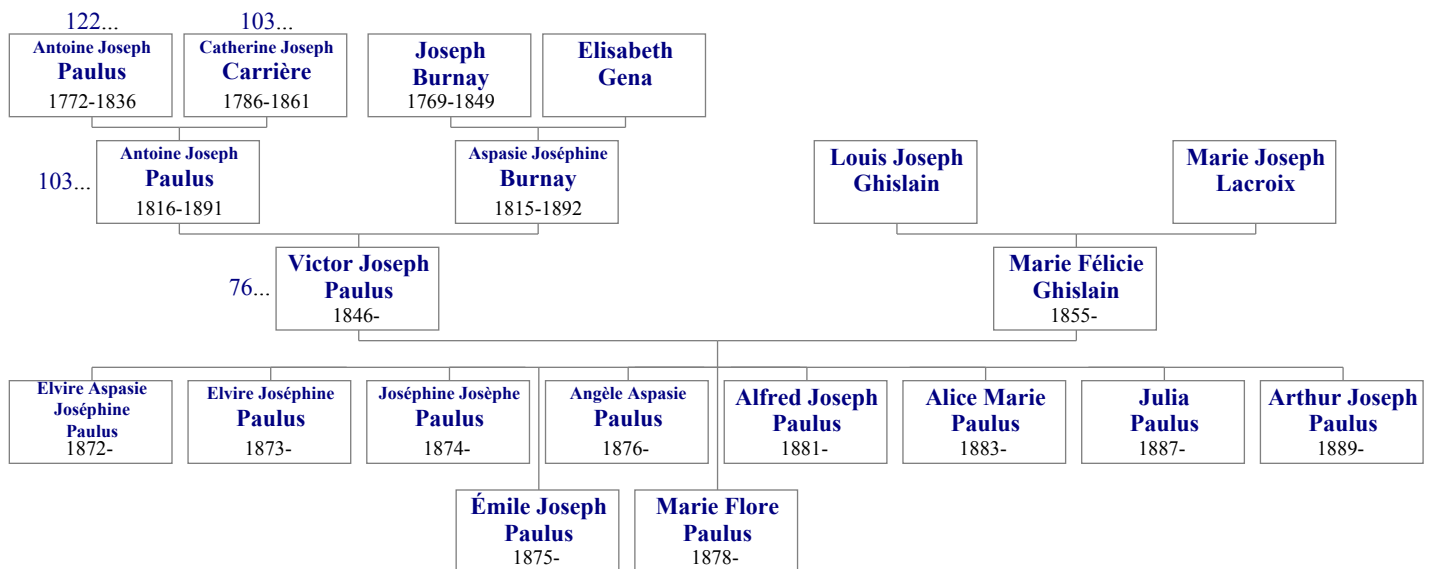 122...
103...
Antoine Joseph
Paulus
1772-1836
Catherine Joseph
Carrière
1786-1861
Joseph
Burnay
1769-1849
Elisabeth
Gena
103...
Antoine Joseph
Paulus
1816-1891
Aspasie Joséphine
Burnay
1815-1892
Louis Joseph
Ghislain
Marie Joseph
Lacroix
76...
Victor Joseph
Paulus
1846-
Marie Félicie
Ghislain
1855-
Elvire Aspasie
Joséphine
Paulus
1872-
Elvire Joséphine
Paulus
1873-
Joséphine Josèphe
Paulus
1874-
Angèle Aspasie
Paulus
1876-
Alfred Joseph
Paulus
1881-
Alice Marie
Paulus
1883-
Julia
Paulus
1887-
Arthur Joseph
Paulus
1889-
Émile Joseph
Paulus
1875-
Marie Flore
Paulus
1878-